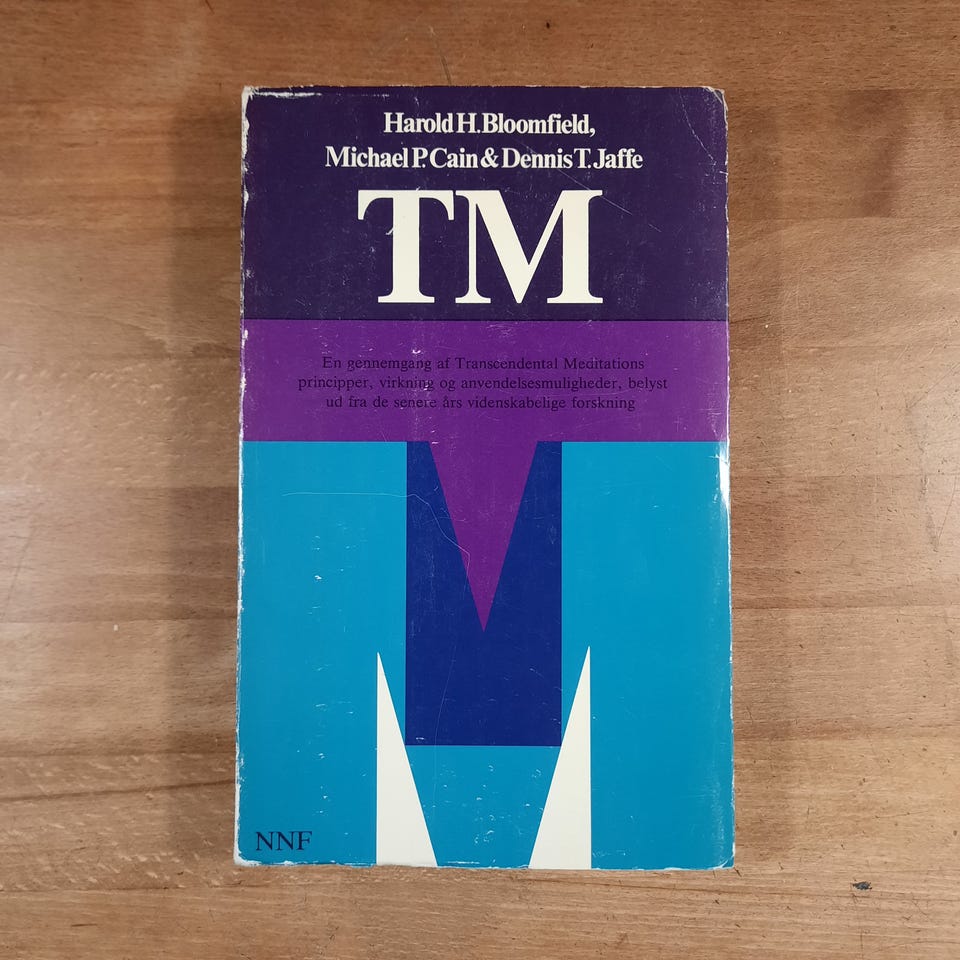 Harold H. Bloomfield,
Michael P. Cain & Dennis T. Jaffe
TM
En gennemgang af Transcendental Meditations
principper, virkning og anvendelsesmuligheder, belyst
ud fra de senere års videnskabelige forskning
NNF